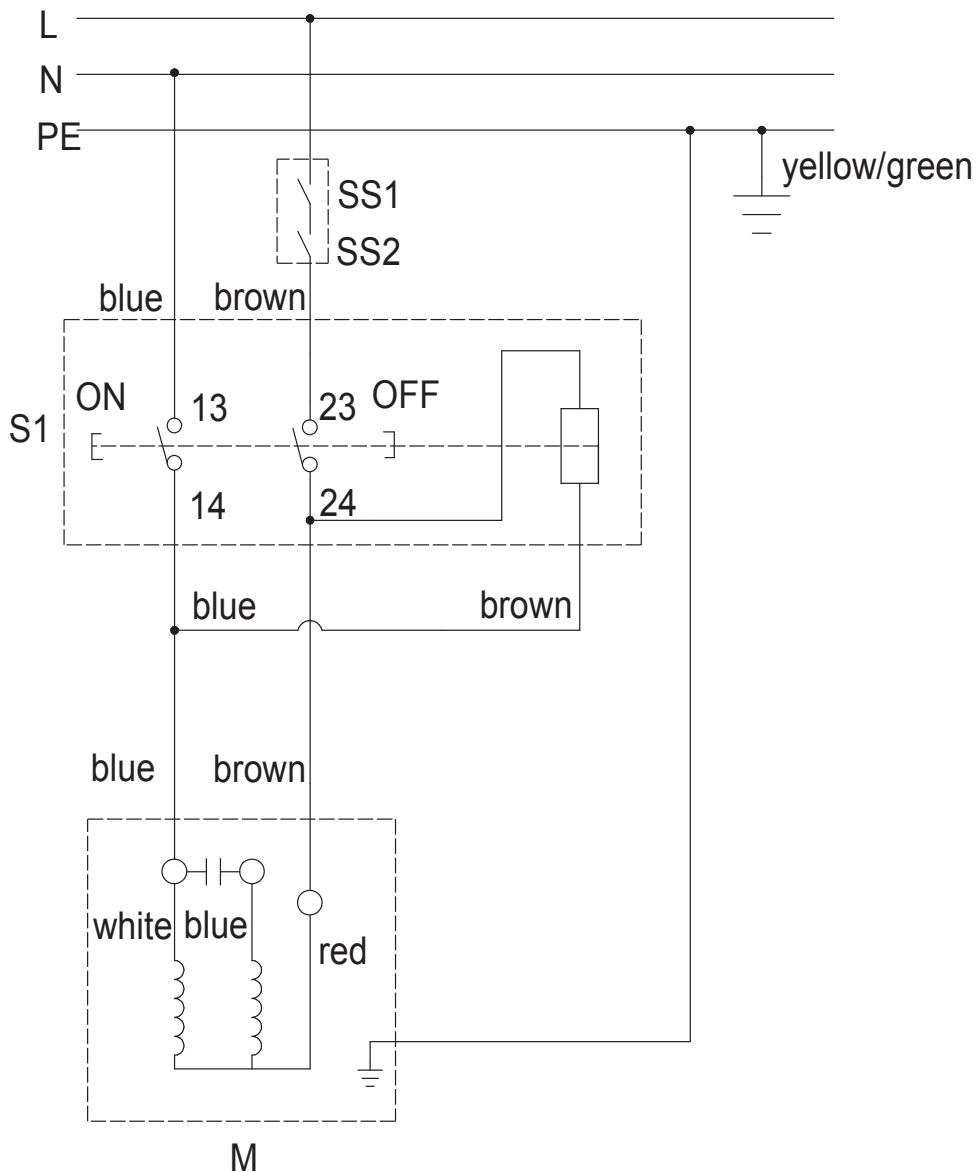 L
N
PE
yellow/green
SS1
SS2
blue brown
ON 13 23 OFF
S1
14 24
blue brown
blue brown
white blue red
M